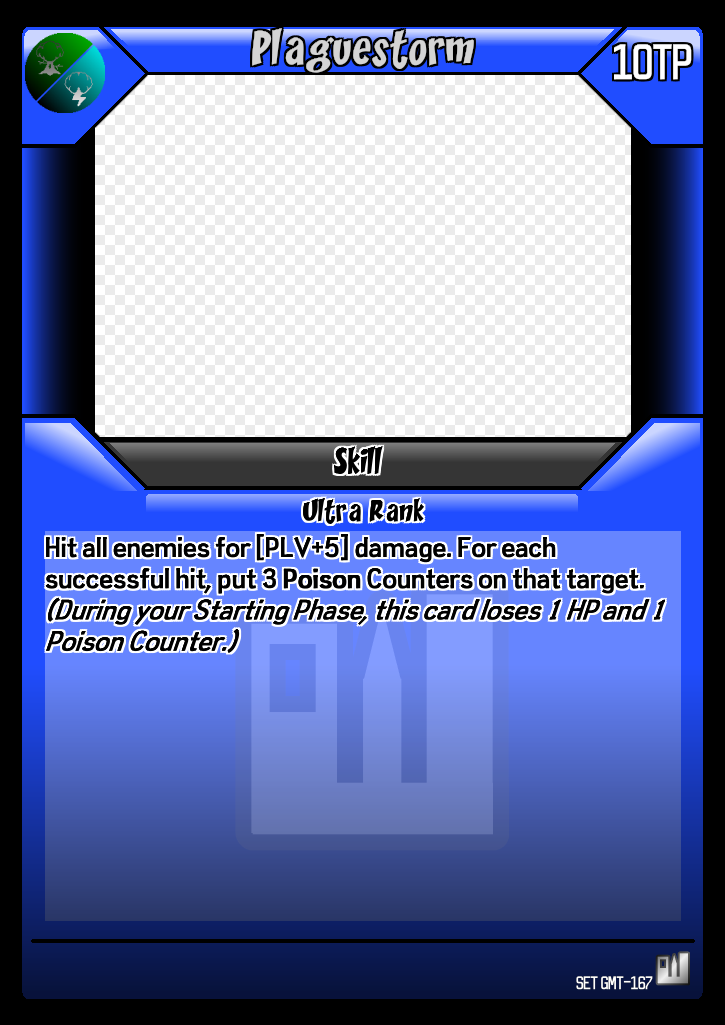 Plaguestorm
10TP
Skill
Ultra Rank
Hit all enemies for [PLV+5] damage. For each
successful hit, put 3 Poison Counters on that target.
(During your Starting Phase, this card loses 1 HP and 1
Poison Counter.)
SET GMT-167